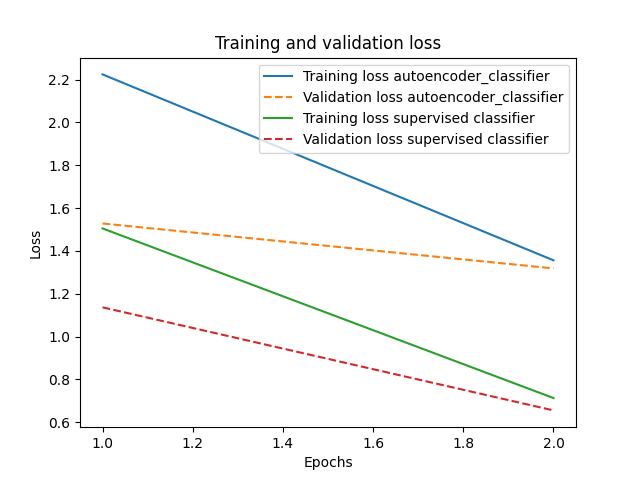 Training and validation loss
Training loss autoencoder_classifier
Validation loss autoencoder_classifier
Training loss supervised classifier
Validation loss supervised classifier
Loss
2.2
2.0
1.8
1.6
1.4
1.2
1.0
0.8
0.6
1.0 1.2 1.4 1.6 1.8 2.0
Epochs